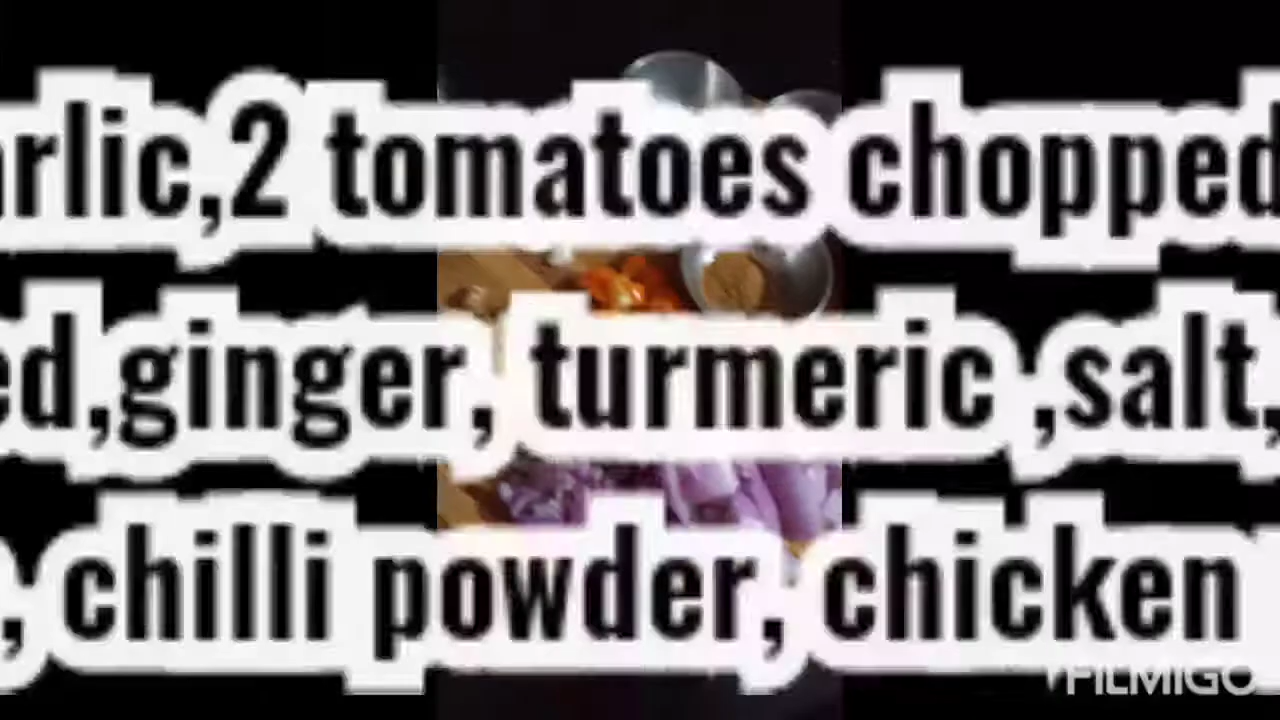 arlic,2 tomatoes chopped
ed,ginger, turmeric ,salt,
, chilli powder, chicken
FILMIGO